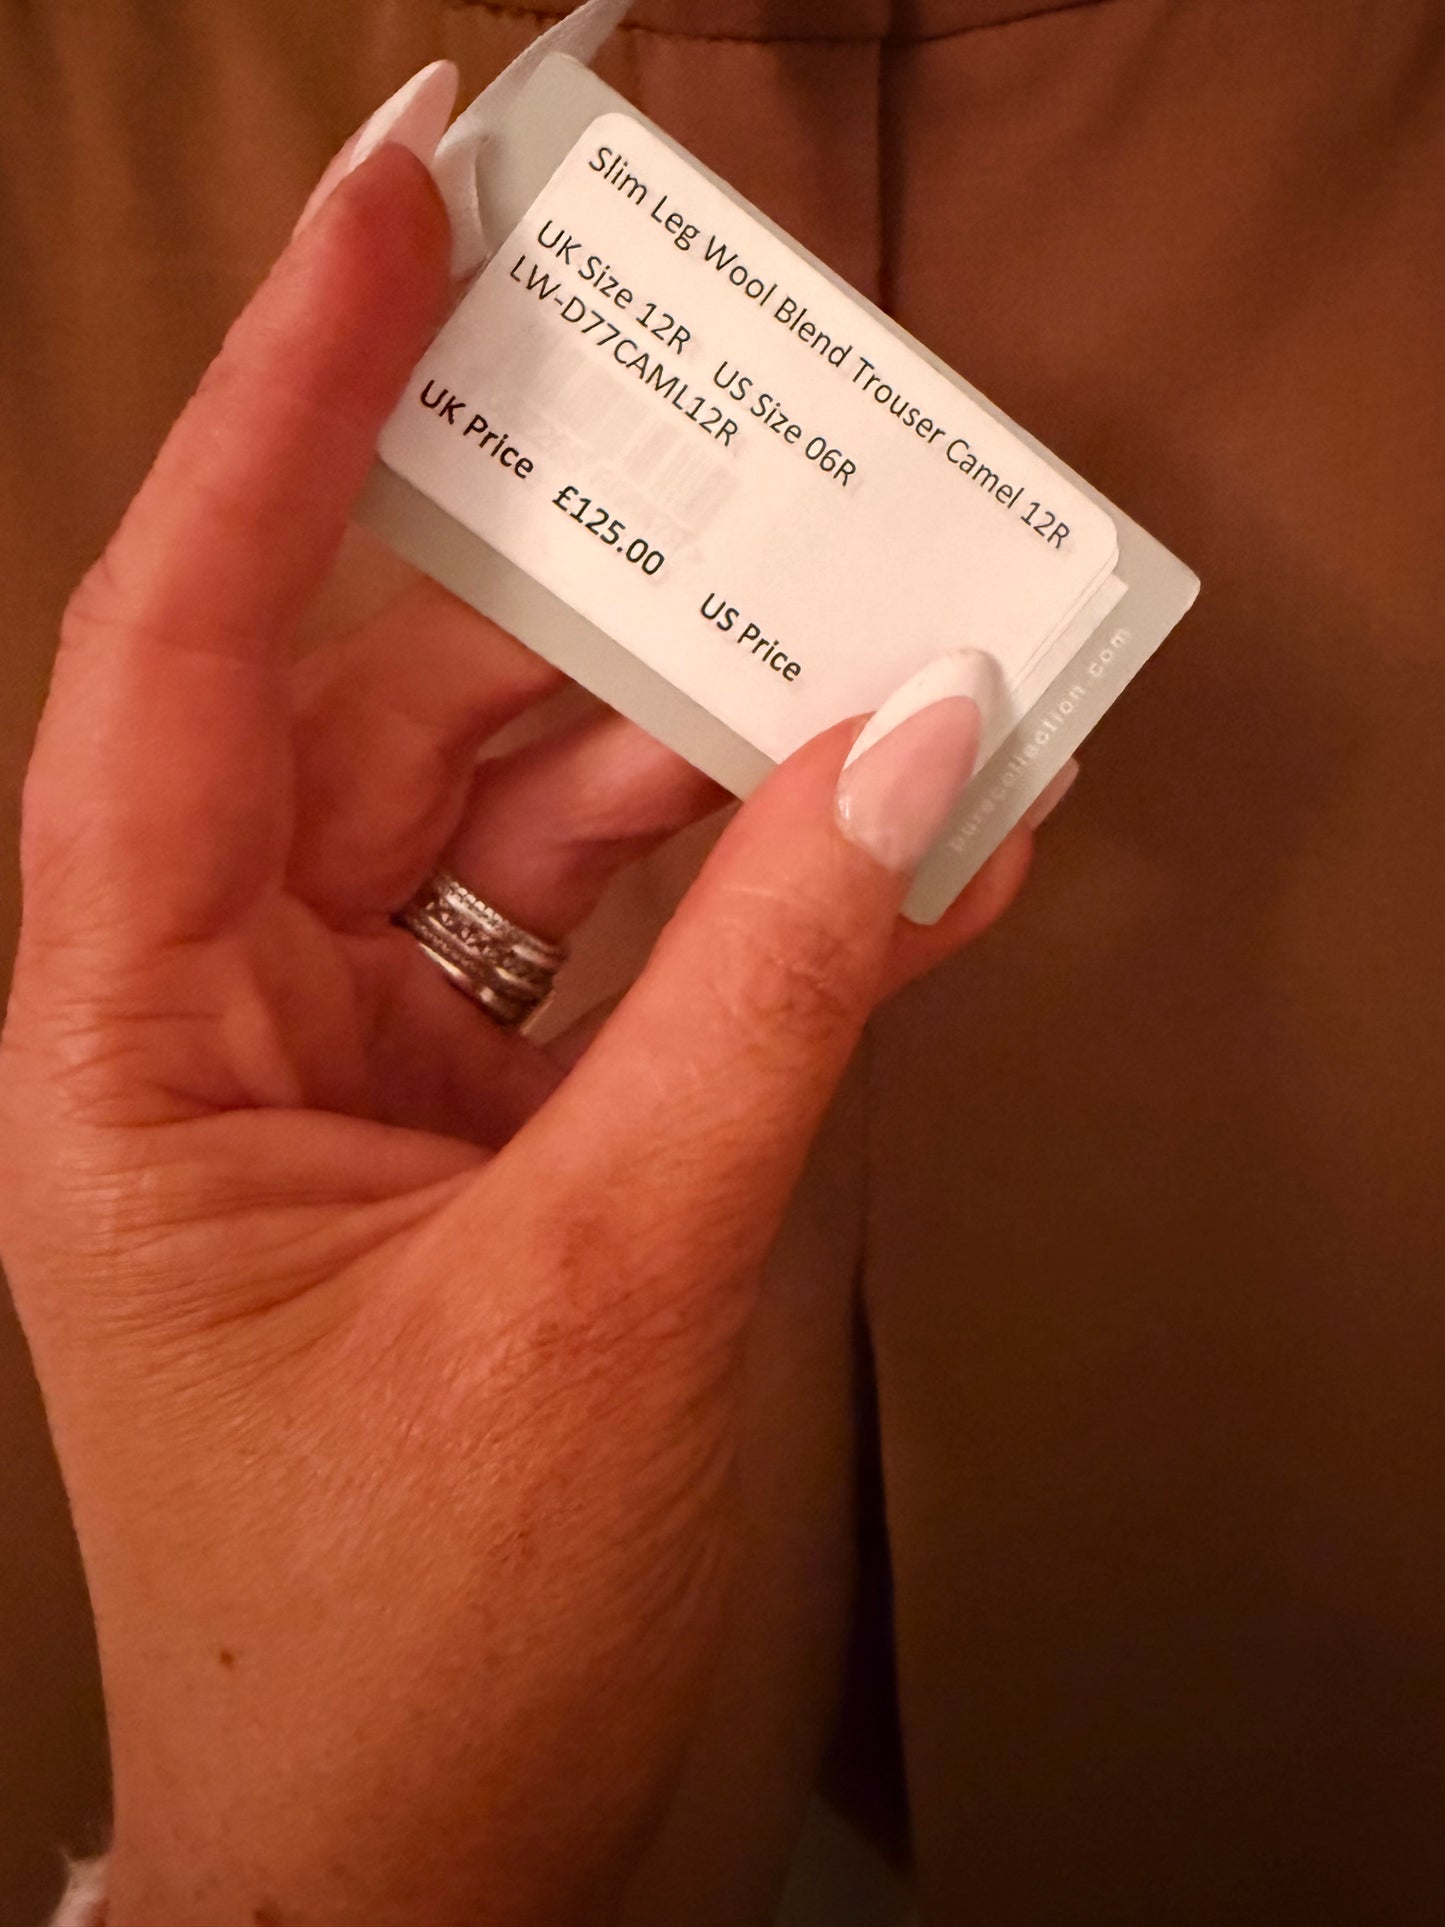 Slim Leg Wool Blend Trouser Camel 12R
UK Size 12R US Size 06R
LW-D77CAML12R
UK Price £125.00 US Price
purecollection.com